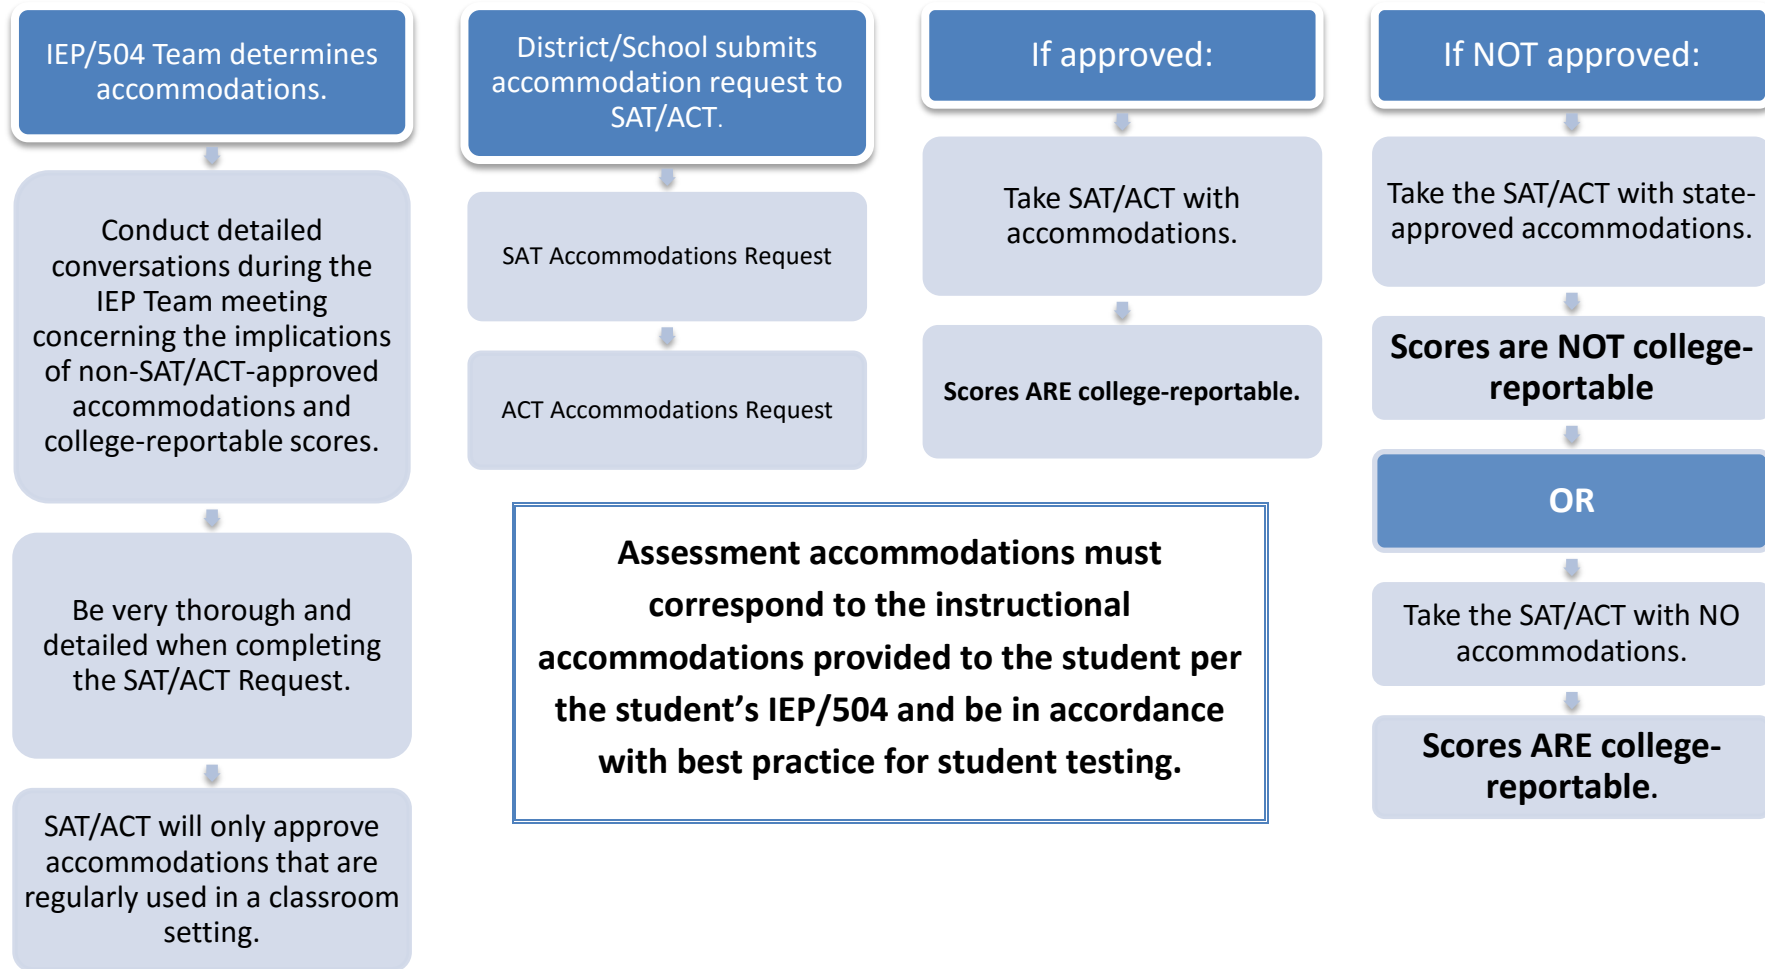 IEP/504 Team determines
accommodations.
Conduct detailed
conversations during the
IEP Team meeting
concerning the implications
of non-SAT/ACT-approved
accommodations and
college-reportable scores.
Be very thorough and
detailed when completing
the SAT/ACT Request.
SAT/ACT will only approve
accommodations that are
regularly used in a classroom
setting.
District/School submits
accommodation request to
SAT/ACT.
SAT Accommodations Request
ACT Accommodations Request
If approved:
Take SAT/ACT with
accommodations.
Scores ARE college-reportable.
If NOT approved:
Take the SAT/ACT with state-
approved accommodations.
Scores are NOT college-
reportable
OR
Take the SAT/ACT with NO
accommodations.
Scores ARE college-
reportable.
Assessment accommodations must
correspond to the instructional
accommodations provided to the student per
the student’s IEP/504 and be in accordance
with best practice for student testing.